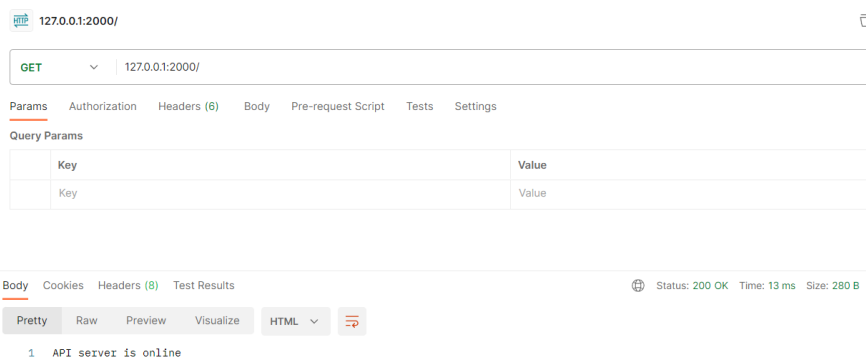 HTTP 127.0.0.1:2000/
GET 127.0.0.1:2000/
Params Authorization Headers (6) Body Pre-request Script Tests Settings
Query Params
Key Value
Key Value
Body Cookies Headers (8) Test Results Status: 200 OK Time: 13 ms Size: 280 B
Pretty Raw Preview Visualize HTML
1 API server is online